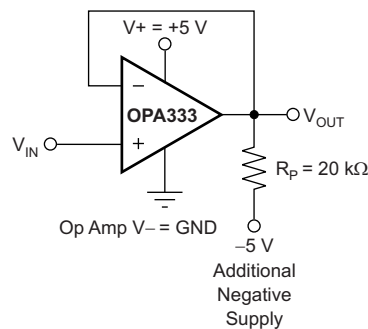 V+ = +5 V
−
OPA333
+
V_IN
V_OUT
R_P = 20 kΩ
Op Amp V− = GND
−5 V
Additional
Negative
Supply